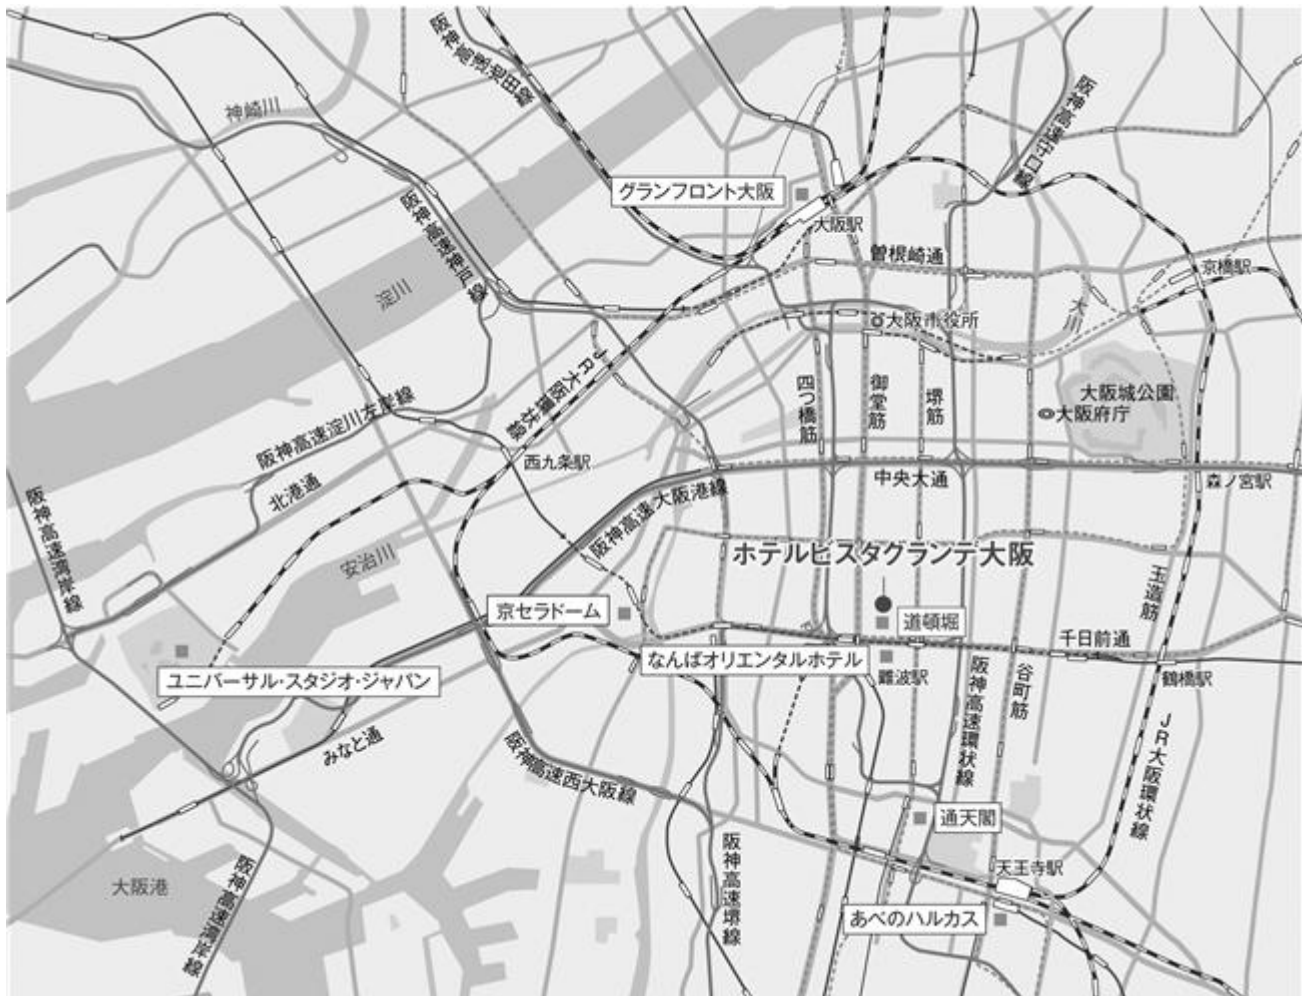 阪神高速池田線
阪神高速守口線
神崎川
グランフロント大阪
大阪駅
阪神高速神戸線
曽根崎通
京橋駅
淀川
大川
大阪市役所
JR大阪環状線
四つ橋筋
御堂筋
堺筋
大阪城公園
大阪府庁
阪神高速淀川左岸線
西九条駅
北港通
阪神高速大阪港線
中央大通
森ノ宮駅
阪神高速湾岸線
安治川
ホテルビスタグランデ大阪
玉造筋
京セラドーム
道頓堀
千日前通
なんばオリエンタルホテル
難波駅
ユニバーサル・スタジオ・ジャパン
阪神高速環状線
谷町筋
鶴橋駅
みなと通
阪神高速西大阪線
JR大阪環状線
通天閣
阪神高速堺線
天王寺駅
大阪港
阪神高速湾岸線
あべのハルカス